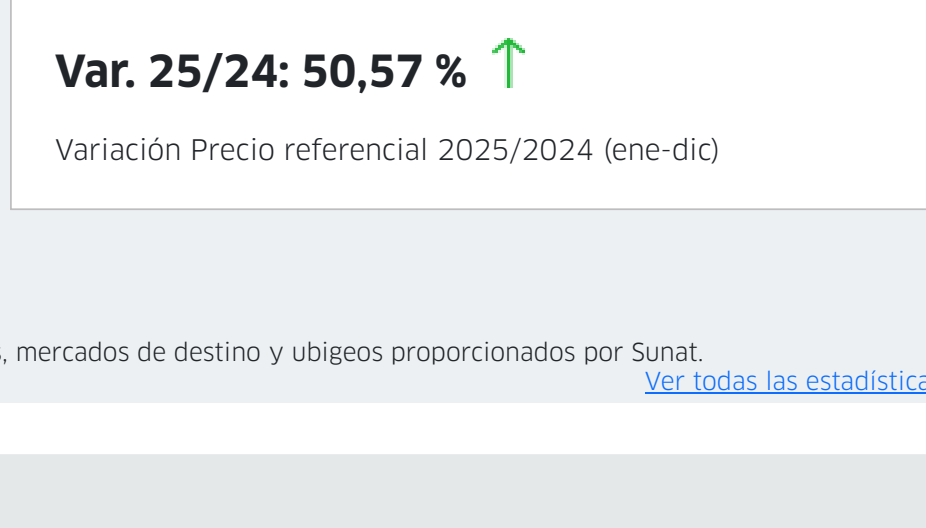 Var. 25/24: 50,57 %
Variación Precio referencial 2025/2024 (ene-dic)
, mercados de destino y ubigeos proporcionados por Sunat.
Ver todas las